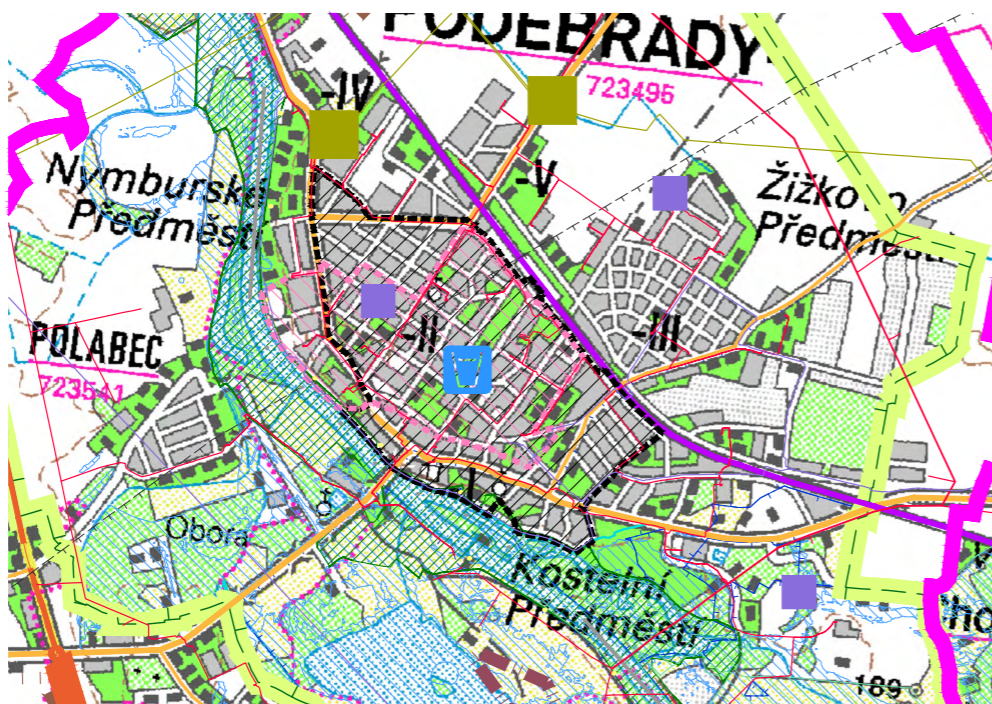 PODĚBRADY
723495
-IV
-V
Nymburské
Předměstí
Žižkovo
Předměstí
-II
-III
POLABEC
723541
Obora
Kostelní
Předměstí
189